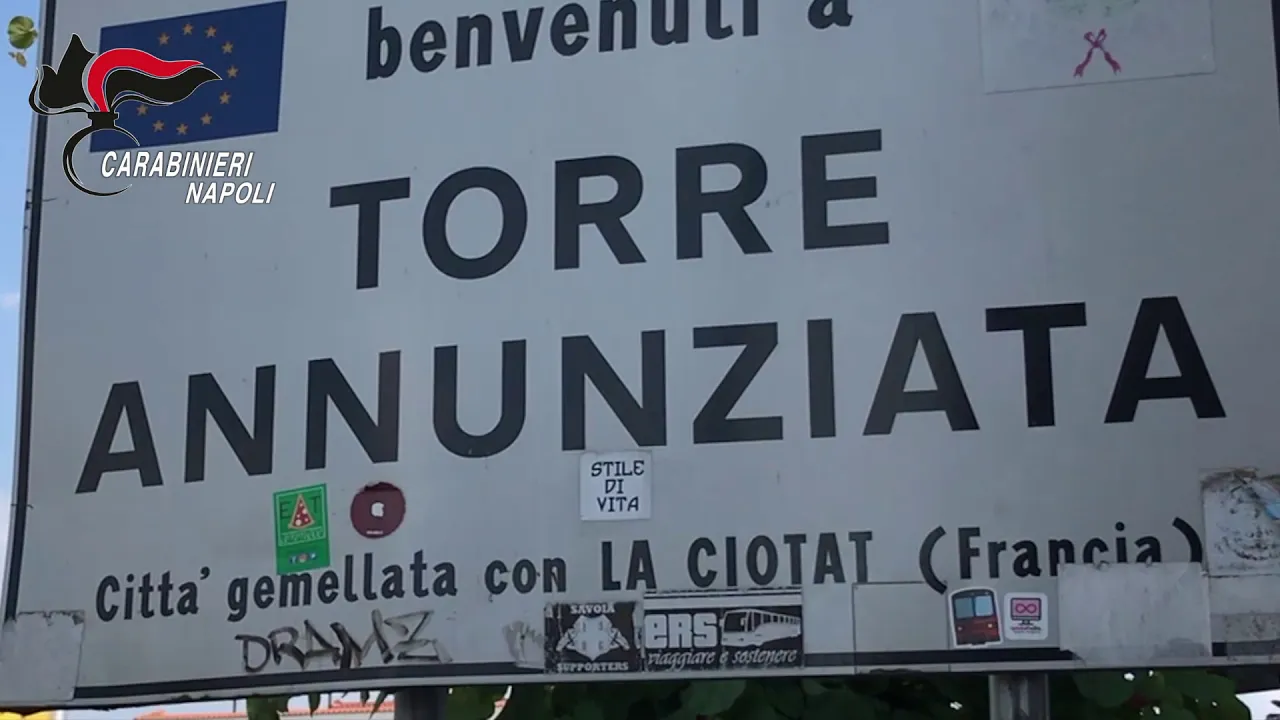 benvenuti a
CARABINIERI
NAPOLI
TORRE
ANNUNZIATA
EAT
STILE
DI
VITA
Citta' gemellata con LA CIOTAT (Francia)
DRAMZ
SAVOIA
SUPPORTERS
ERS
viaggiare e sostenere